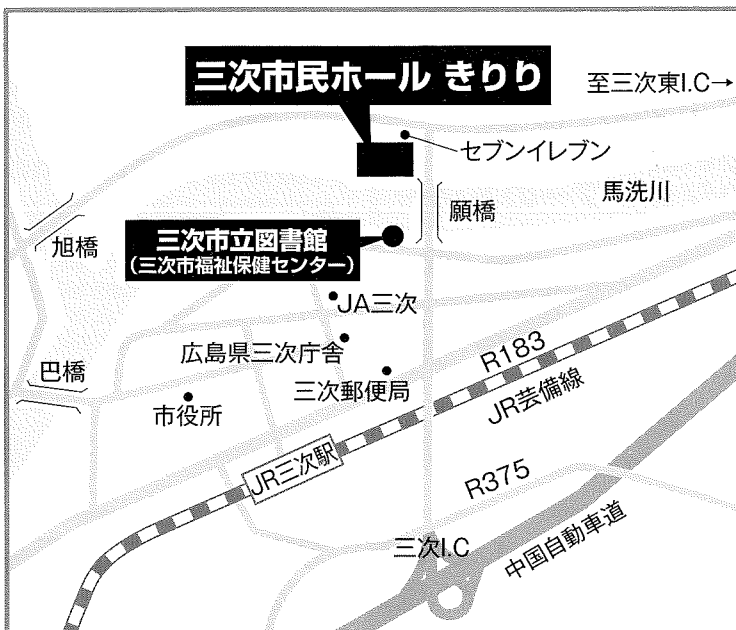 三次市民ホール きりり
至三次東I.C→
セブンイレブン
馬洗川
願橋
旭橋
三次市立図書館
(三次市福祉保健センター)
JA三次
広島県三次庁舎
R183
巴橋
三次郵便局
市役所
JR芸備線
JR三次駅
R375
三次I.C
中国自動車道